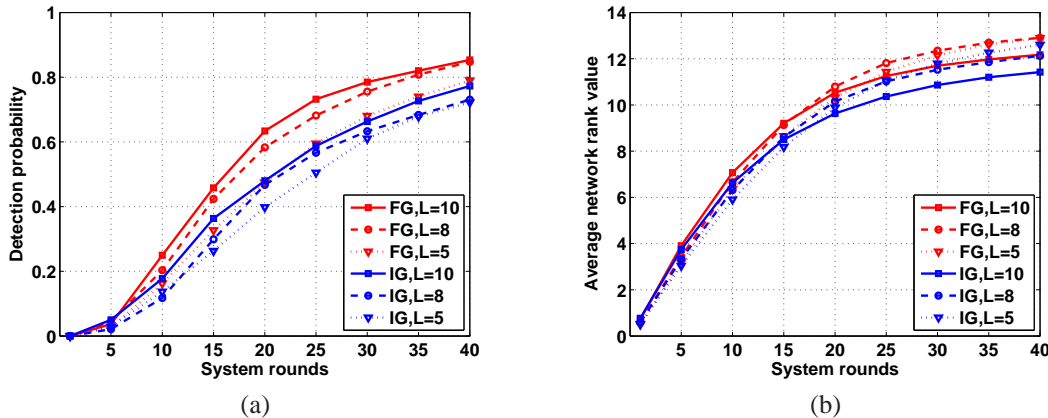 1
0.8
0.6
0.4
0.2
0
Detection probability
5 10 15 20 25 30 35 40
System rounds
FG,L=10
FG,L=8
FG,L=5
IG,L=10
IG,L=8
IG,L=5
(a)
14
12
10
8
6
4
2
0
Average network rank value
5 10 15 20 25 30 35 40
System rounds
FG,L=10
FG,L=8
FG,L=5
IG,L=10
IG,L=8
IG,L=5
(b)